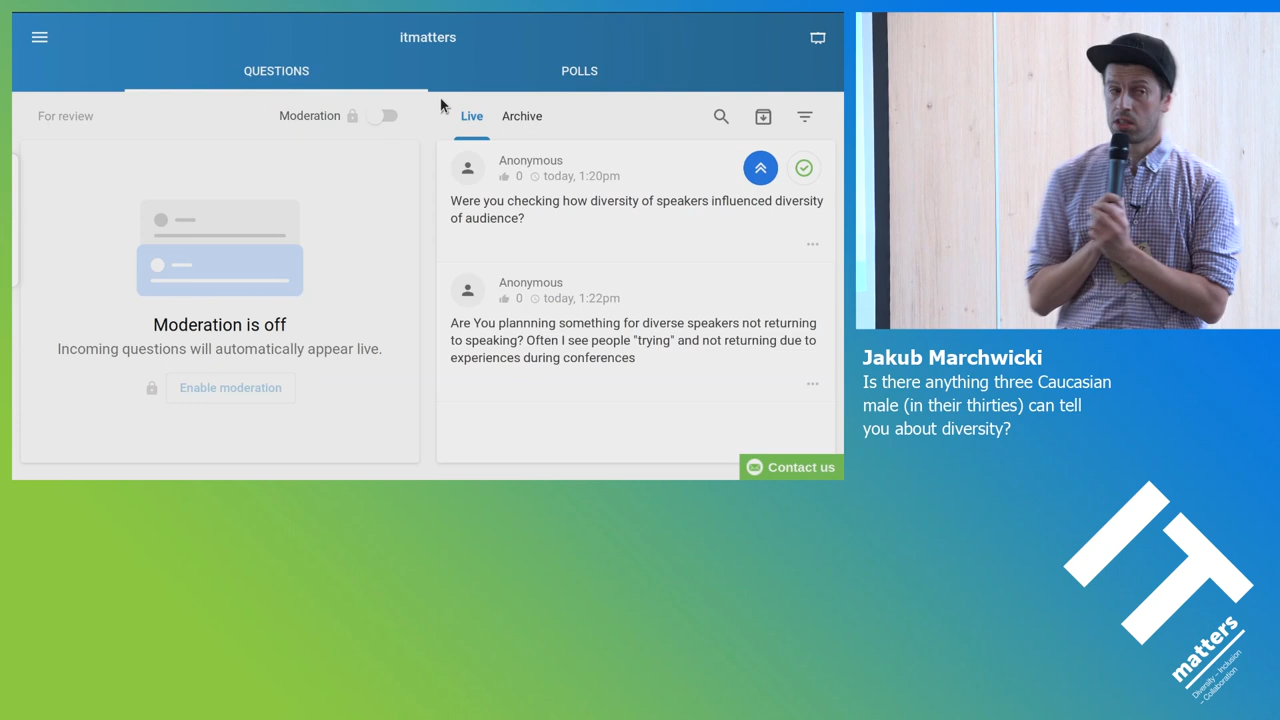 itmatters
QUESTIONS
POLLS
For review
Moderation
Live
Archive
Moderation is off
Incoming questions will automatically appear live.
Enable moderation
Anonymous
0 today, 1:20pm
Were you checking how diversity of speakers influenced diversity
of audience?
Anonymous
0 today, 1:22pm
Are You plannning something for diverse speakers not returning
to speaking? Often I see people "trying" and not returning due to
experiences during conferences
Contact us
Jakub Marchwicki
Is there anything three Caucasian
male (in their thirties) can tell
you about diversity?
IT
matters
Diversity – Inclusion
– Collaboration